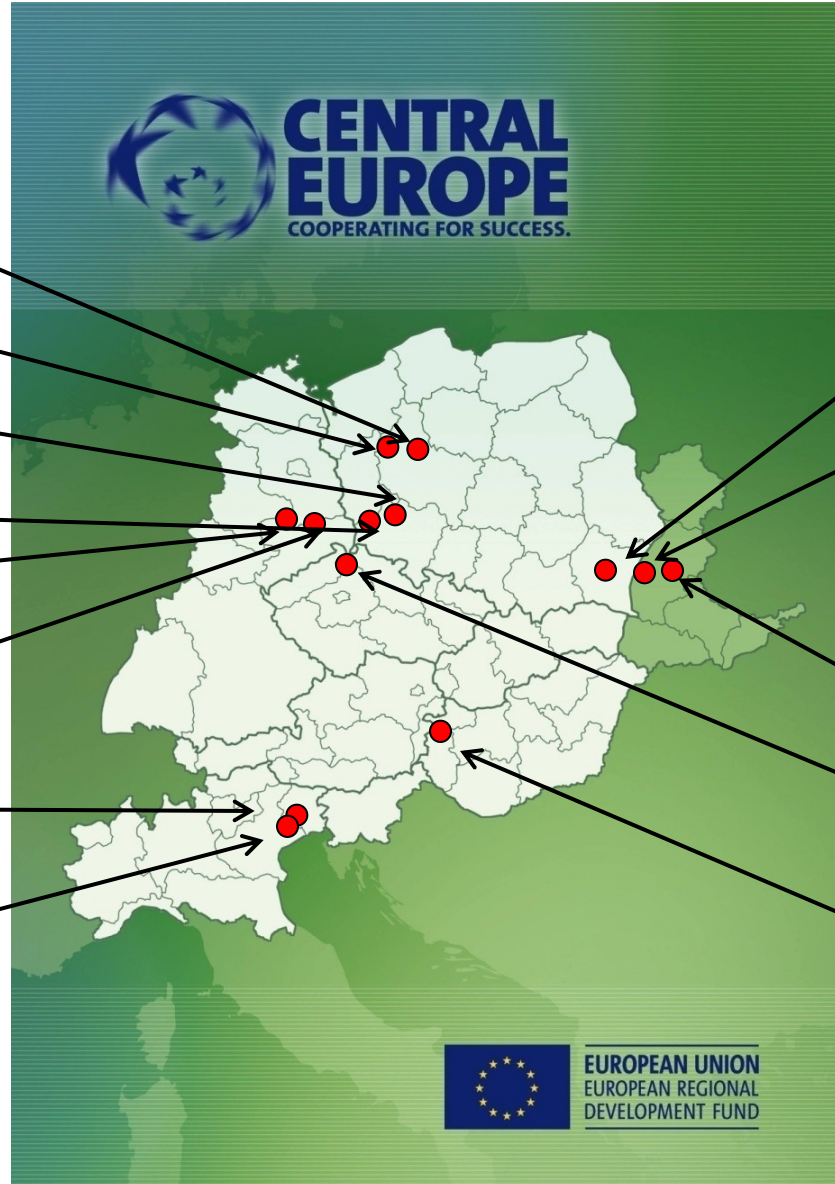 CENTRAL
EUROPE
COOPERATING FOR SUCCESS.
EUROPEAN UNION
EUROPEAN REGIONAL
DEVELOPMENT FUND